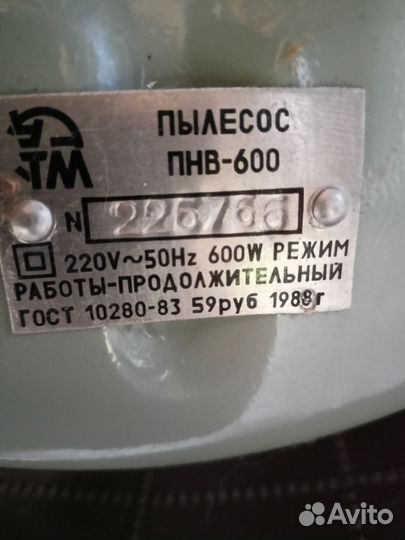 ПЫЛЕСОС
ПНВ-600
N 226766
220V~50Hz 600W РЕЖИМ
РАБОТЫ-ПРОДОЛЖИТЕЛЬНЫЙ
ГОСТ 10280-83 59руб 1988г
Avito